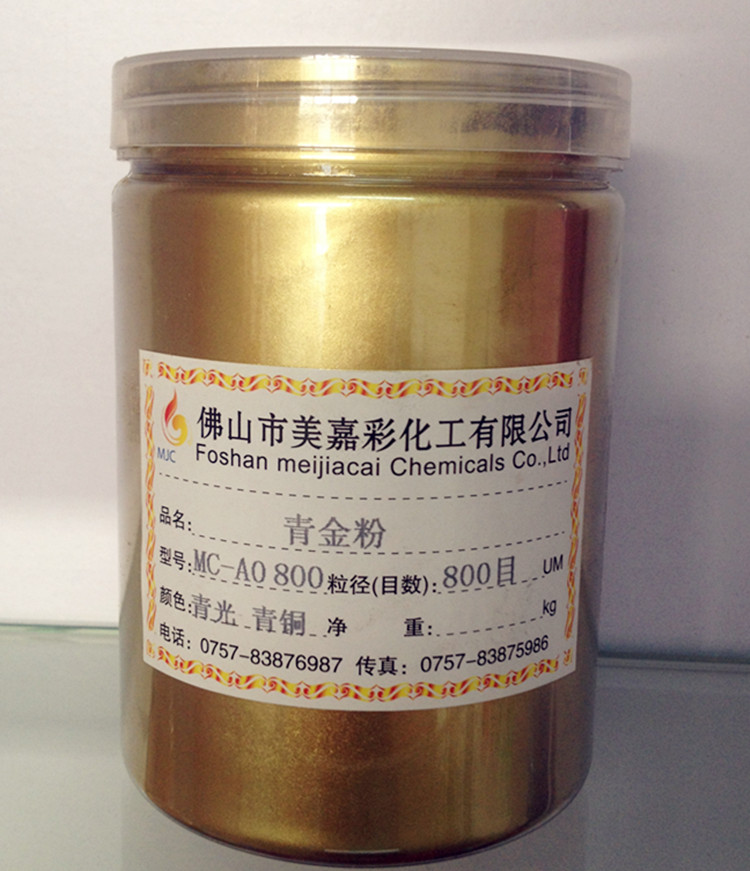 MJC
佛山市美嘉彩化工有限公司
Foshan meijiacai Chemicals Co.,Ltd
品名: 青金粉
型号: MC-A0 800 粒径(目数): 800目 UM
颜色: 青光 青铜 净 重: kg
电话: 0757-83876987 传真: 0757-83875986